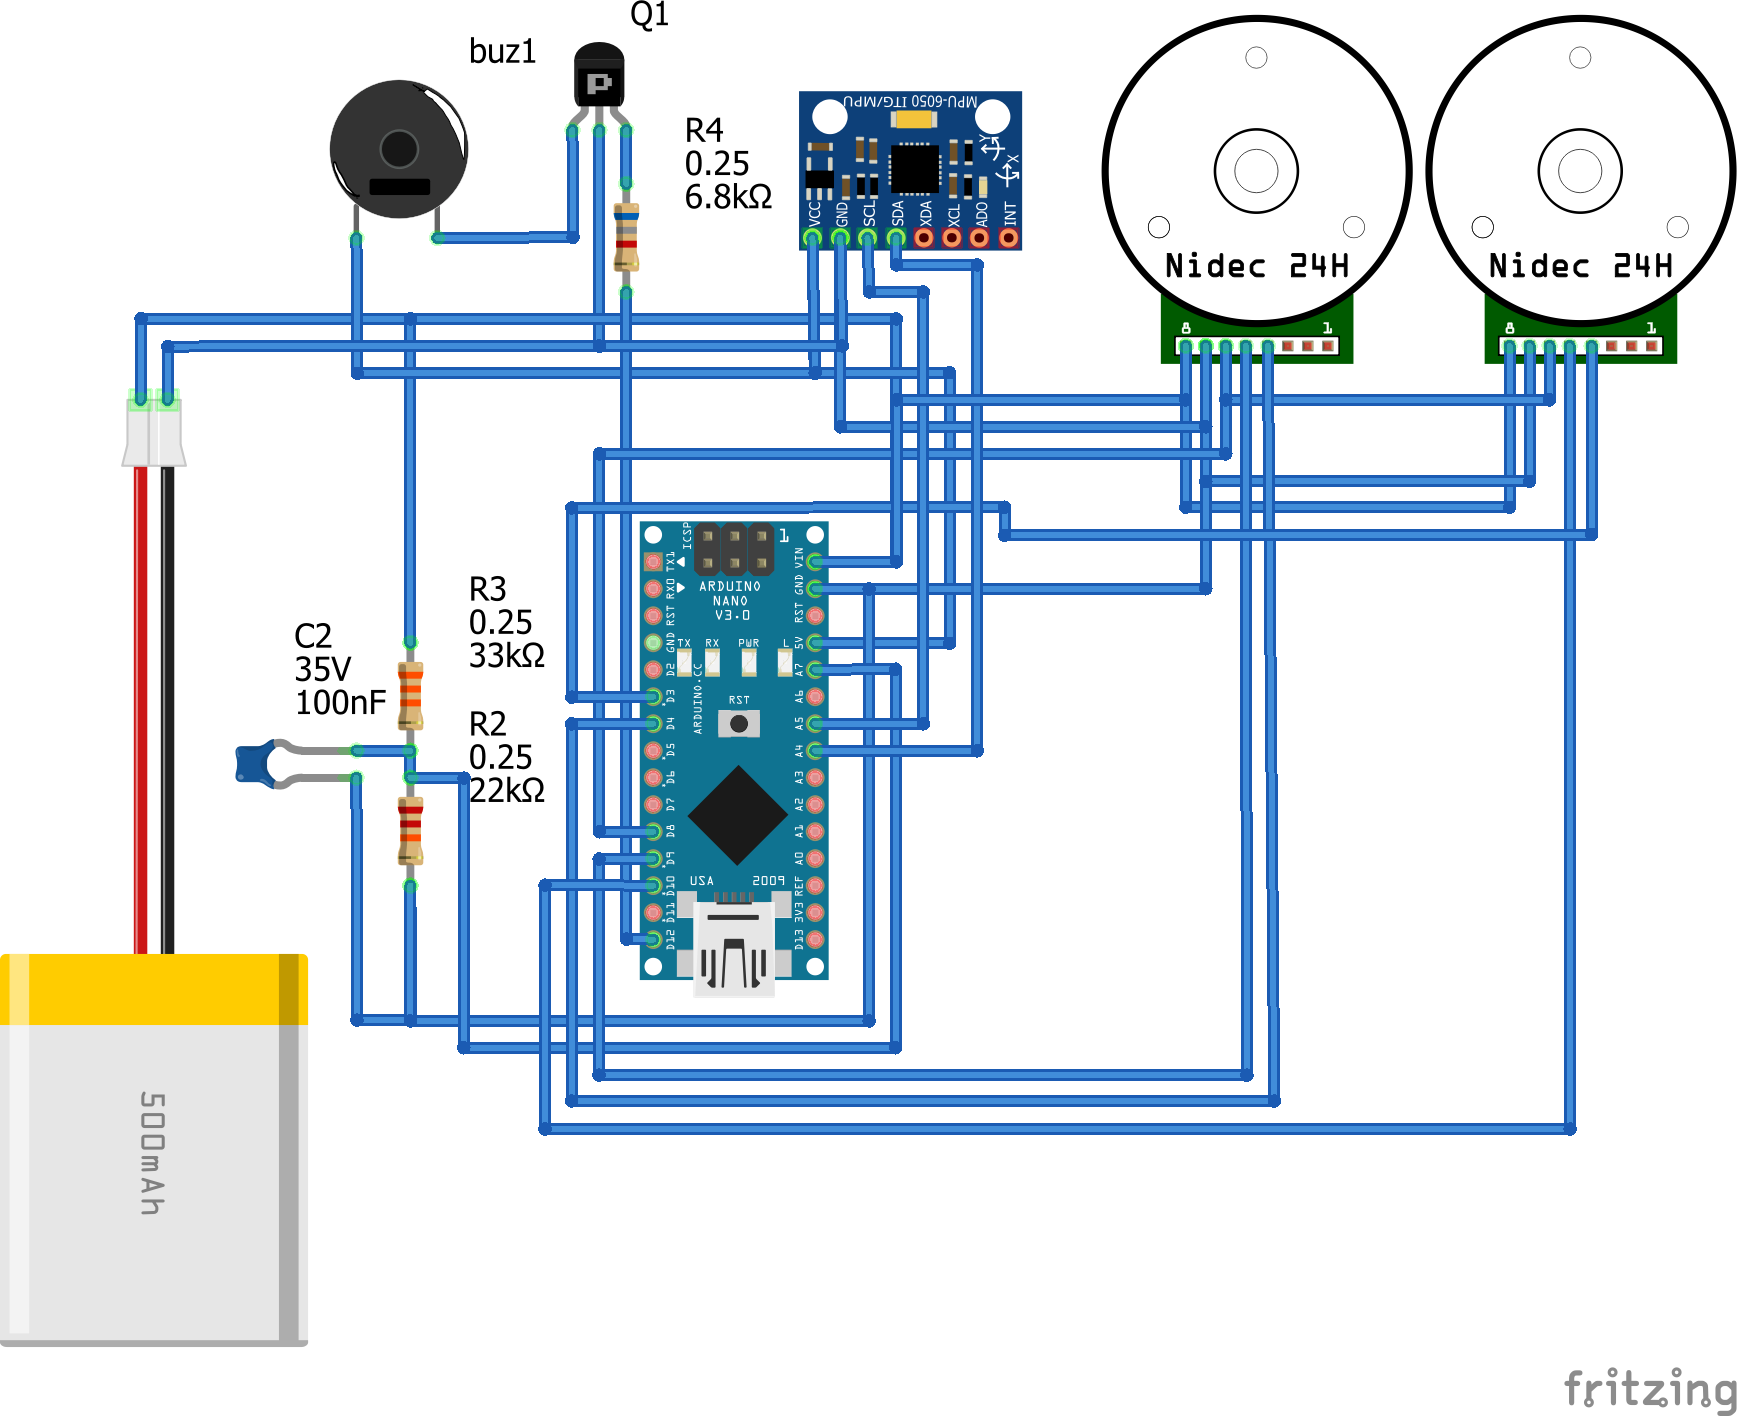 Q1
buz1
P
R4
0.25
6.8kΩ
MPU-6050 ITG/MPU
Y
X
VCC
GND
SCL
SDA
XDA
XCL
ADO
INT
Nidec 24H
8
1
Nidec 24H
8
1
ICSP
1
ARDUINO
NANO
V3.0
TX
RX
PWR
L
RST
ARDUINO.CC
USA
2009
TX1
RX0
RST
GND
D2
D3
D4
D5
D6
D7
D8
D9
D10
D11
D12
VIN
GND
RST
5V
A7
A6
A5
A4
A3
A2
A1
A0
REF
3V3
D13
R3
0.25
33kΩ
C2
35V
100nF
R2
0.25
22kΩ
500mAh
fritzing